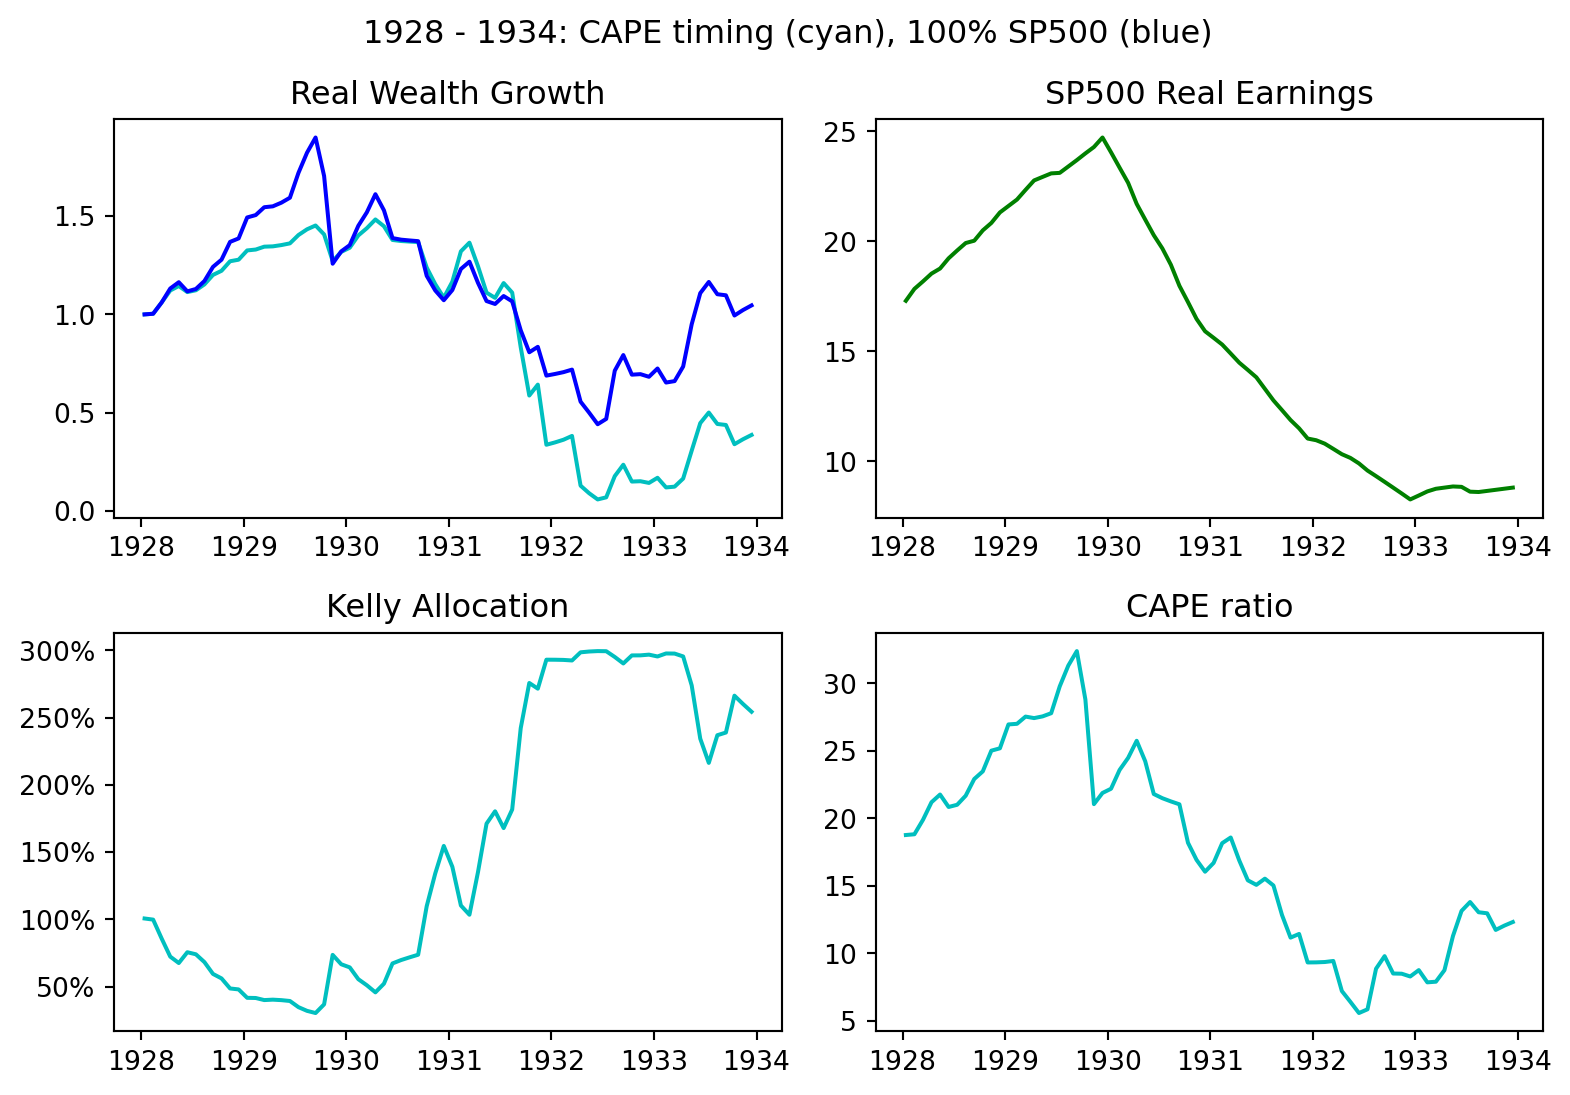 1928 - 1934: CAPE timing (cyan), 100% SP500 (blue)
Real Wealth Growth
1.5
1.0
0.5
0.0
1928 1929 1930 1931 1932 1933 1934
SP500 Real Earnings
25
20
15
10
1928 1929 1930 1931 1932 1933 1934
Kelly Allocation
300%
250%
200%
150%
100%
50%
1928 1929 1930 1931 1932 1933 1934
CAPE ratio
30
25
20
15
10
5
1928 1929 1930 1931 1932 1933 1934